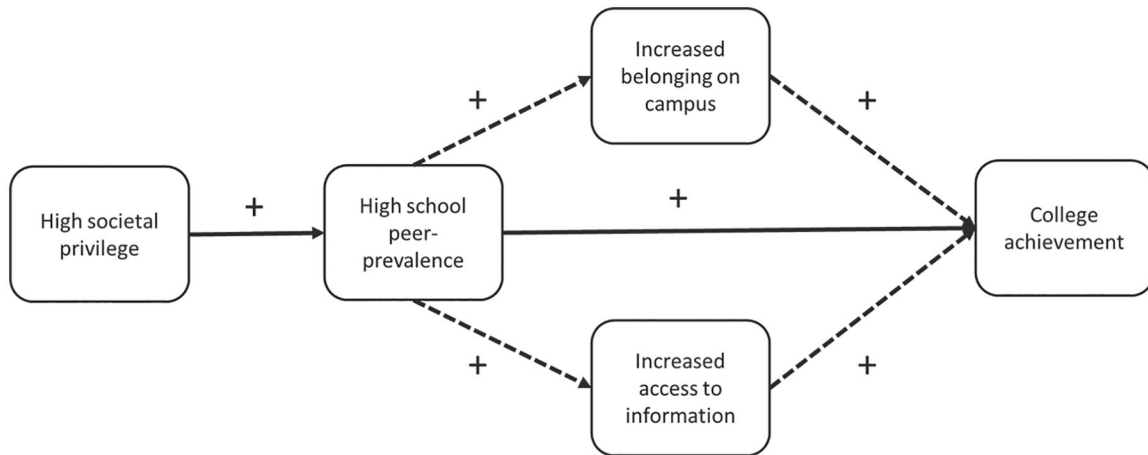 High societal
privilege
+
High school
peer-
prevalence
+
Increased
belonging on
campus
+
+
+
Increased
access to
information
+
College
achievement